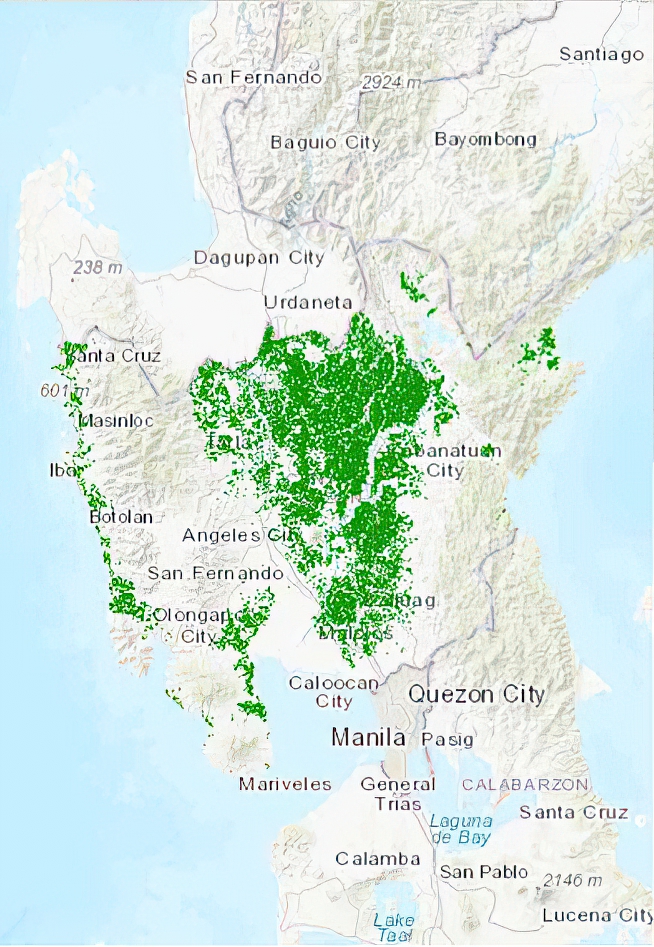 Santiago
San Fernando
2924 m
Baguio City
Bayombong
Dagupan City
238 m
Urdaneta
Santa Cruz
601 m
Masinloc
Cabanatuan
City
Iba
Botolan
Angeles City
San Fernando
Olongapo
City
Malolos
Caloocan
City
Quezon City
Manila
Pasig
Mariveles
General
Trias
CALABARZON
Santa Cruz
Laguna
de Bay
Calamba
San Pablo
2146 m
Lucena City
Lake
Taal